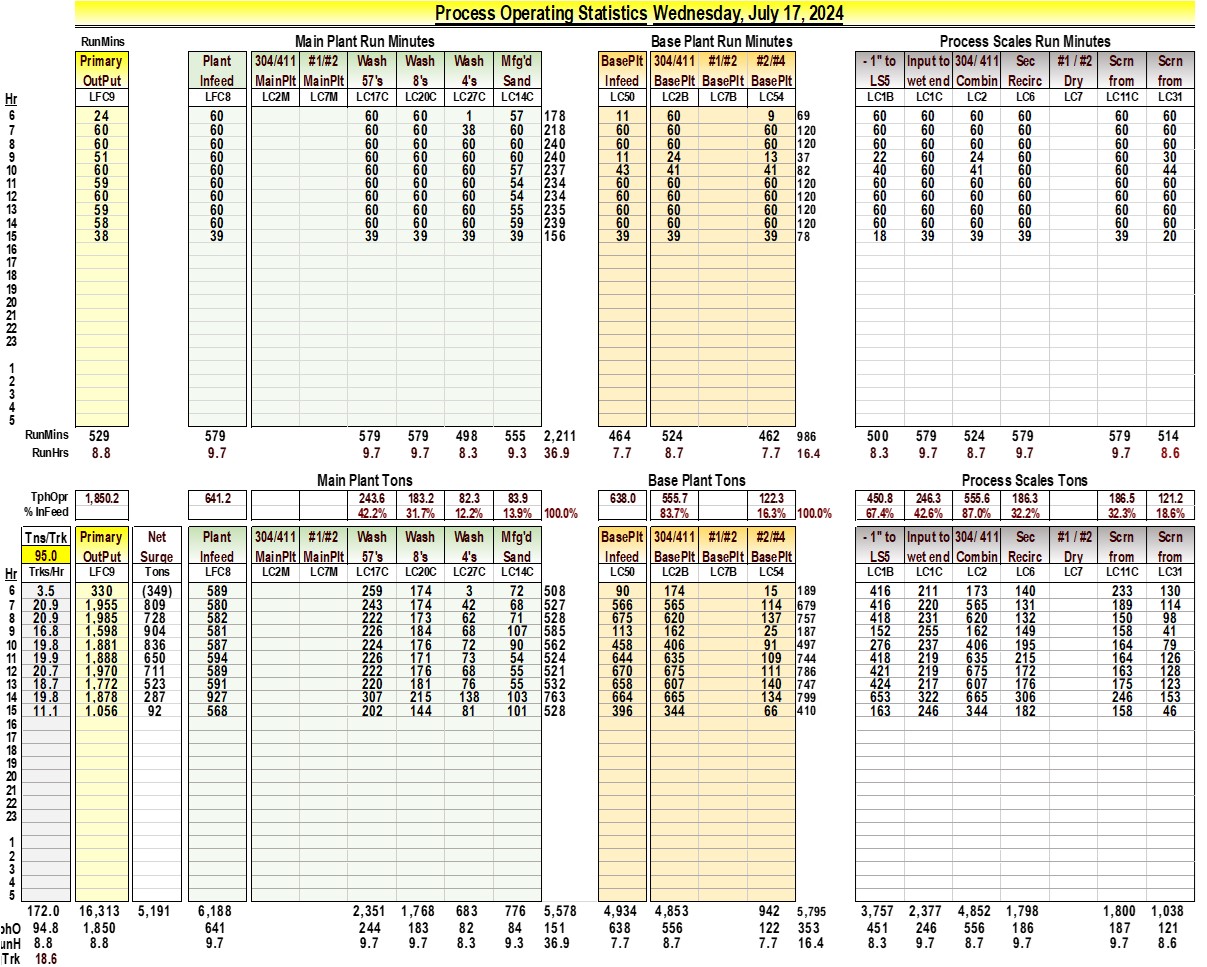 Process Operating Statistics Wednesday, July 17, 2024
RunMins Main Plant Run Minutes Base Plant Run Minutes Process Scales Run Minutes
Primary Plant 304/411 #1/#2 Wash Wash Wash Mfg'd BasePlt 304/411 #1/#2 #2/#4 - 1" to Input to 304/ 411 Sec #1 / #2 Scrn Scrn
OutPut Infeed MainPlt MainPlt 57's 8's 4's Sand Infeed BasePlt BasePlt BasePlt LS5 wet end Combin Recirc Dry from from
Hr LFC9 LFC8 LC2M LC7M LC17C LC20C LC27C LC14C LC50 LC2B LC7B LC54 LC1B LC1C LC2 LC6 LC7 LC11C LC31
6 24 60 60 60 1 57 178 11 60 9 69 60 60 60 60 60 60
7 60 60 60 60 38 60 218 60 60 60 120 60 60 60 60 60 60
8 60 60 60 60 60 60 240 60 60 60 120 60 60 60 60 60 60
9 51 60 60 60 60 60 240 11 24 13 37 22 60 24 60 60 30
10 60 60 60 60 60 57 237 43 41 41 82 40 60 41 60 60 44
11 59 60 60 60 60 54 234 60 60 60 120 60 60 60 60 60 60
12 60 60 60 60 60 54 234 60 60 60 120 60 60 60 60 60 60
13 59 60 60 60 60 55 235 60 60 60 120 60 60 60 60 60 60
14 58 60 60 60 60 59 239 60 60 60 120 60 60 60 60 60 60
15 38 39 39 39 39 39 156 39 39 39 78 18 39 39 39 39 20
16
17
18
19
20
21
22
23
1
2
3
4
5
RunMins 529 579 579 579 498 555 2,211 464 524 462 986 500 579 524 579 579 514
RunHrs 8.8 9.7 9.7 9.7 8.3 9.3 36.9 7.7 8.7 7.7 16.4 8.3 9.7 8.7 9.7 9.7 8.6
Main Plant Tons Base Plant Tons Process Scales Tons
TphOpr 1,850.2 641.2 243.6 183.2 82.3 83.9 638.0 555.7 122.3 450.8 246.3 555.6 186.3 186.5 121.2
% InFeed 42.2% 31.7% 12.2% 13.9% 100.0% 83.7% 16.3% 100.0% 67.4% 42.6% 87.0% 32.2% 32.3% 18.6%
Tns/Trk Primary Net Plant 304/411 #1/#2 Wash Wash Wash Mfg'd BasePlt 304/411 #1/#2 #2/#4 - 1" to Input to 304/ 411 Sec #1 / #2 Scrn Scrn
95.0 OutPut Surge Infeed MainPlt MainPlt 57's 8's 4's Sand Infeed BasePlt BasePlt BasePlt LS5 wet end Combin Recirc Dry from from
Hr Trks/Hr LFC9 Tons LFC8 LC2M LC7M LC17C LC20C LC27C LC14C LC50 LC2B LC7B LC54 LC1B LC1C LC2 LC6 LC7 LC11C LC31
6 3.5 330 (349) 589 259 174 3 72 508 90 174 15 189 416 211 173 140 233 130
7 20.9 1,955 809 580 243 174 42 68 527 566 565 114 679 416 220 565 131 189 114
8 20.9 1,985 728 582 222 173 62 71 528 675 620 137 757 418 231 620 132 150 98
9 16.8 1,598 904 581 226 184 68 107 585 113 162 25 187 152 255 162 149 158 41
10 19.8 1,881 836 587 224 176 72 90 562 458 406 91 497 276 237 406 195 164 79
11 19.9 1,888 650 594 226 171 73 54 524 644 635 109 744 418 219 635 215 164 126
12 20.7 1,970 711 589 222 176 68 55 521 670 675 111 786 421 219 675 172 163 128
13 18.7 1,772 523 591 220 181 76 55 532 658 607 140 747 424 217 607 176 175 123
14 19.8 1,878 287 927 307 215 138 103 763 664 665 134 799 653 322 665 306 246 153
15 11.1 1.056 92 568 202 144 81 101 528 396 344 66 410 163 246 344 182 158 46
16
17
18
19
20
21
22
23
1
2
3
4
5
172.0 16,313 5,191 6,188 2,351 1,768 683 776 5,578 4,934 4,853 942 5,795 3,757 2,377 4,852 1,798 1,800 1,038
phO 94.8 1,850 641 244 183 82 84 151 638 556 122 353 451 246 556 186 187 121
unH 8.8 8.8 9.7 9.7 9.7 8.3 9.3 36.9 7.7 8.7 7.7 16.4 8.3 9.7 8.7 9.7 9.7 8.6
Trk 18.6